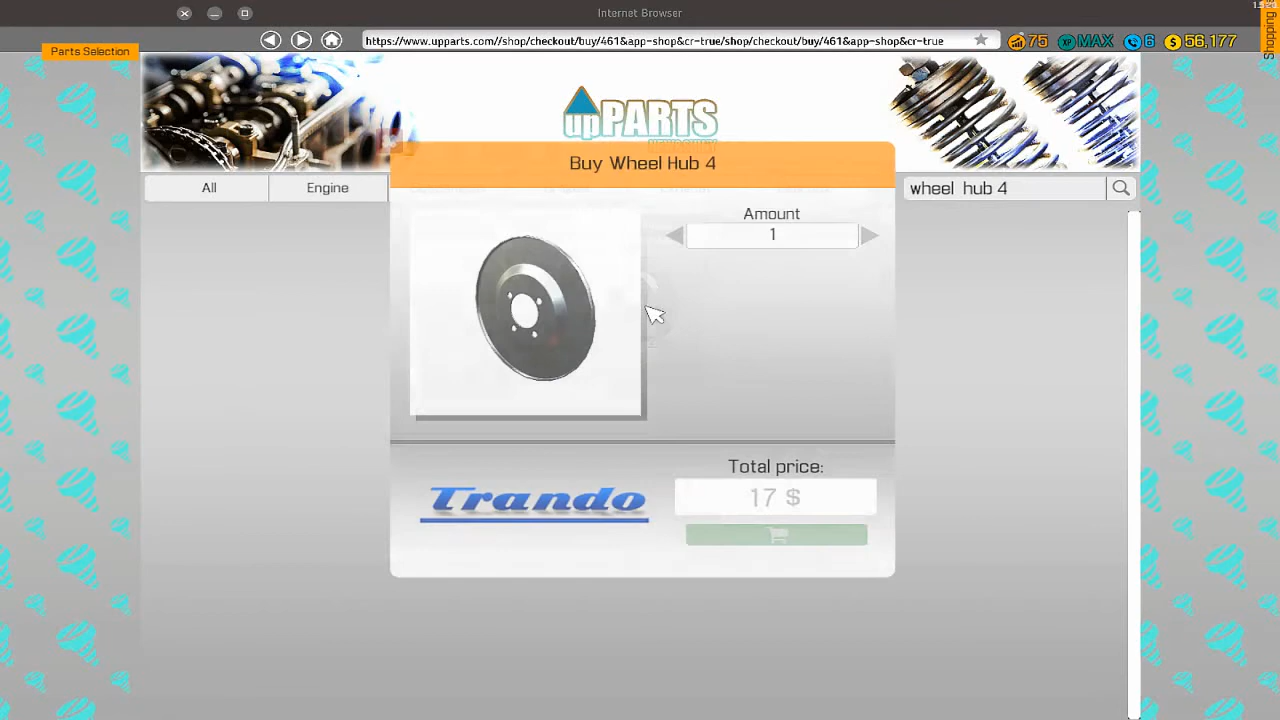 Internet Browser
Parts Selection
https://www.upparts.com//shop/checkout/buy/461&app-shop&cr-true/shop/checkout/buy/461&app-shop&cr-true
75
XP MAX
6
$ 56,177
Shopping
upPARTS
Buy Wheel Hub 4
All
Engine
wheel hub 4
Amount
1
Total price:
Trando
17 $